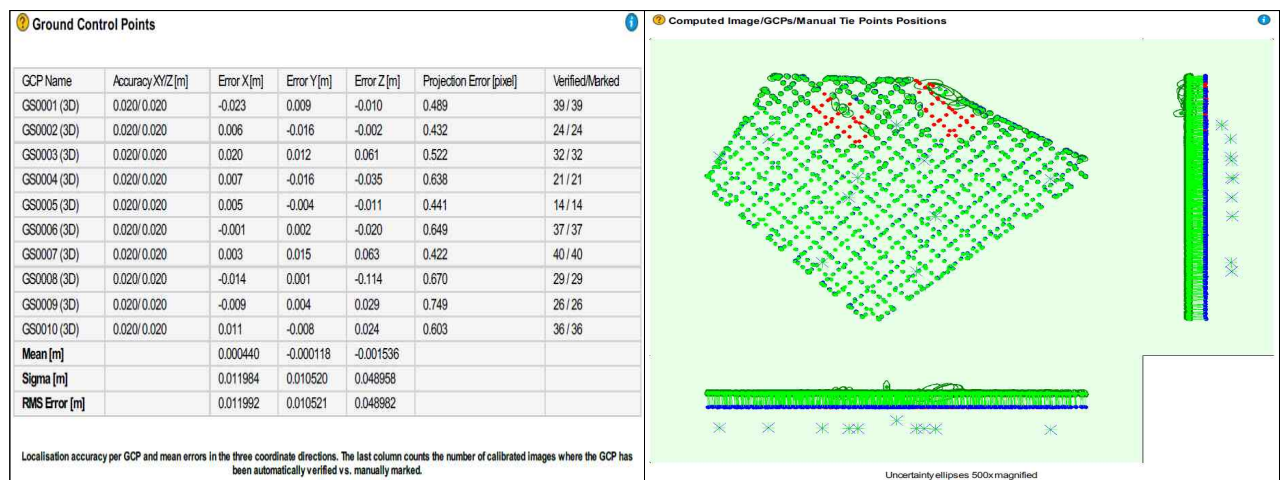 Ground Control Points
GCP Name Accuracy XY/Z [m] Error X [m] Error Y [m] Error Z [m] Projection Error [pixel] Verified/Marked
GS0001 (3D) 0.020/ 0.020 -0.023 0.009 -0.010 0.489 39 / 39
GS0002 (3D) 0.020/ 0.020 0.006 -0.016 -0.002 0.432 24 / 24
GS0003 (3D) 0.020/ 0.020 0.020 0.012 0.061 0.522 32 / 32
GS0004 (3D) 0.020/ 0.020 0.007 -0.016 -0.035 0.638 21 / 21
GS0005 (3D) 0.020/ 0.020 0.005 -0.004 -0.011 0.441 14 / 14
GS0006 (3D) 0.020/ 0.020 -0.001 0.002 -0.020 0.649 37 / 37
GS0007 (3D) 0.020/ 0.020 0.003 0.015 0.063 0.422 40 / 40
GS0008 (3D) 0.020/ 0.020 -0.014 0.001 -0.114 0.670 29 / 29
GS0009 (3D) 0.020/ 0.020 -0.009 0.004 0.029 0.749 26 / 26
GS0010 (3D) 0.020/ 0.020 0.011 -0.008 0.024 0.603 36 / 36
Mean [m] 0.000440 -0.000118 -0.001536
Sigma [m] 0.011984 0.010520 0.048958
RMS Error [m] 0.011992 0.010521 0.048982
Localisation accuracy per GCP and mean errors in the three coordinate directions. The last column counts the number of calibrated images where the GCP has
been automatically verified vs. manually marked.
Computed Image/GCPs/Manual Tie Points Positions
Uncertainty ellipses 500x magnified